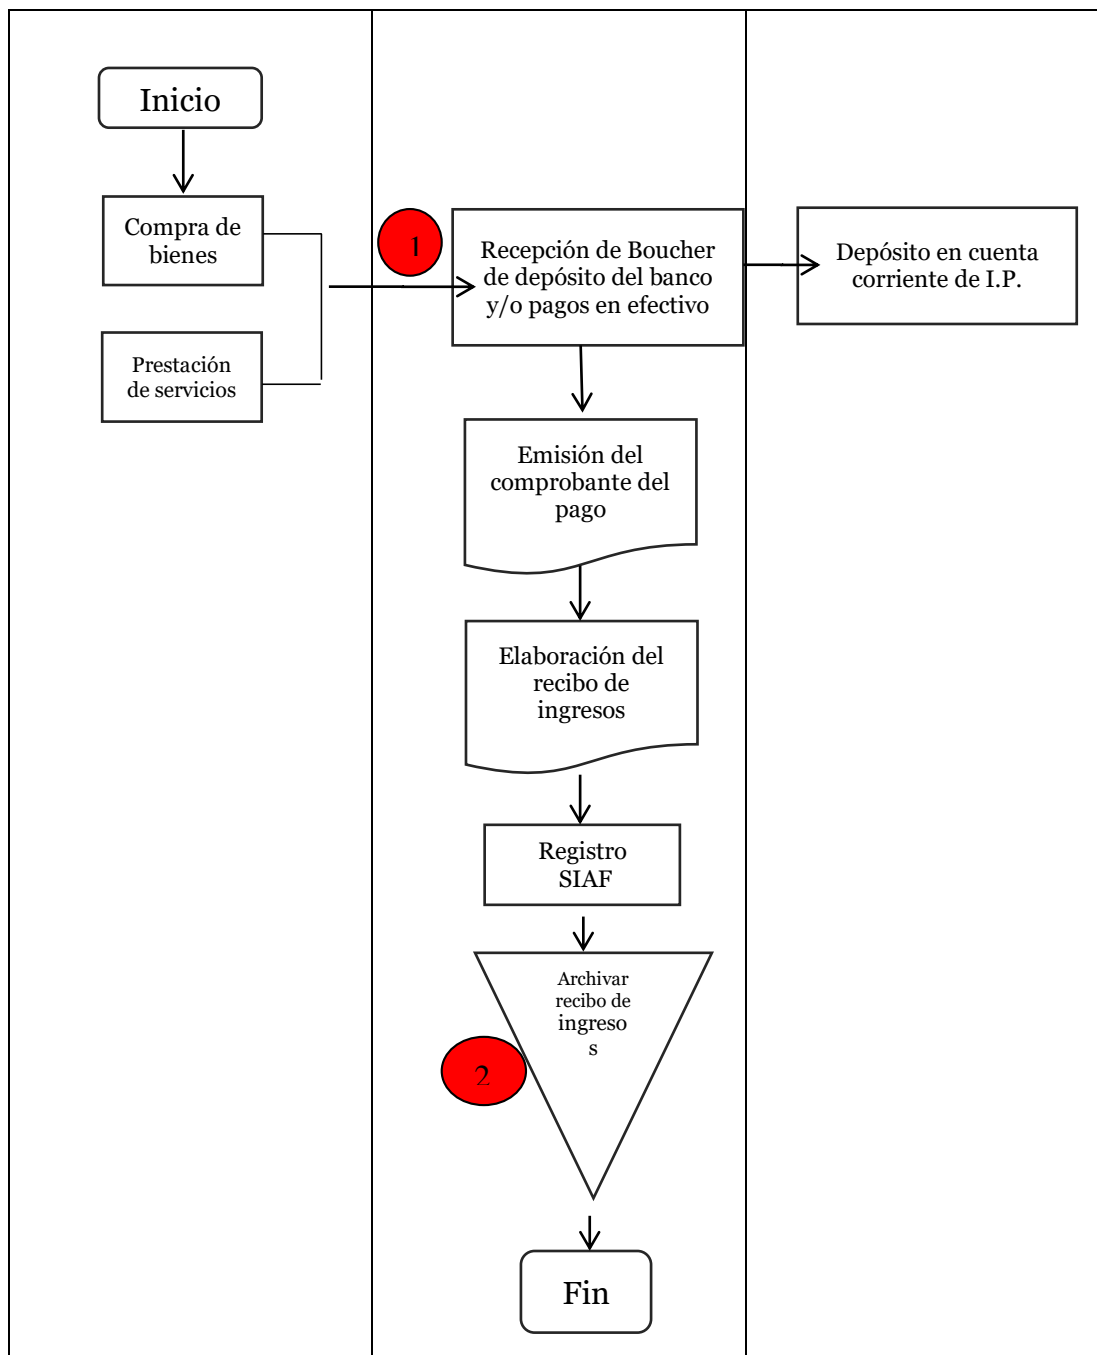 Inicio
Compra de
bienes
Prestación
de servicios
1
Recepción de Boucher
de depósito del banco
y/o pagos en efectivo
Depósito en cuenta
corriente de I.P.
Emisión del
comprobante del
pago
Elaboración del
recibo de
ingresos
Registro
SIAF
Archivar
recibo de
ingreso
s
2
Fin